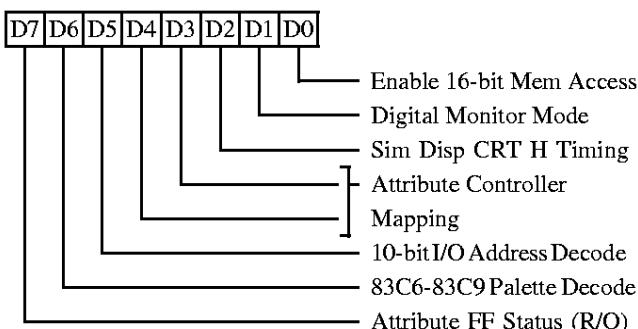 D7 D6 D5 D4 D3 D2 D1 D0
Enable 16-bit Mem Access
Digital Monitor Mode
Sim Disp CRT H Timing
Attribute Controller
Mapping
10-bit I/O Address Decode
83C6-83C9 Palette Decode
Attribute FF Status (R/O)